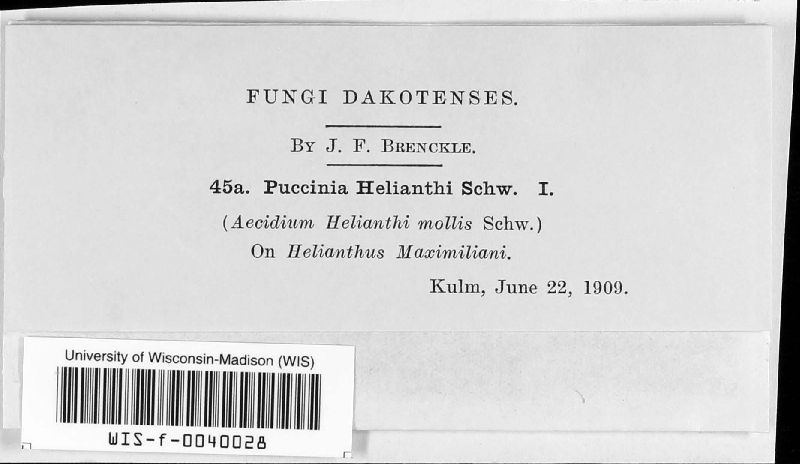 FUNGI DAKOTENSES.
BY J. F. BRENCKLE.
45a. Puccinia Helianthi Schw. I.
(Aecidium Helianthi mollis Schw.)
On Helianthus Maximiliani.
Kulm, June 22, 1909.
University of Wisconsin-Madison (WIS)
WIS-f-0040028